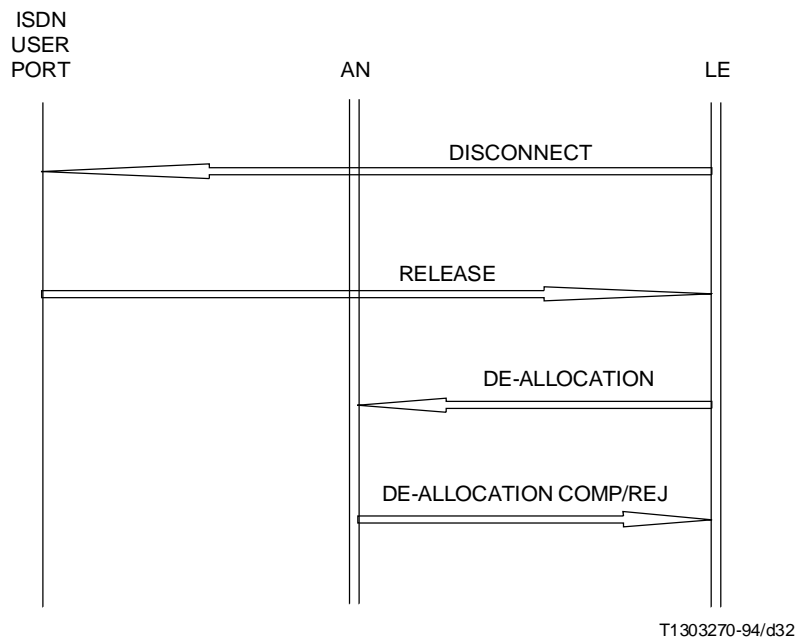 ISDN
USER
PORT
AN
LE
DISCONNECT
RELEASE
DE-ALLOCATION
DE-ALLOCATION COMP/REJ
T1303270-94/d32